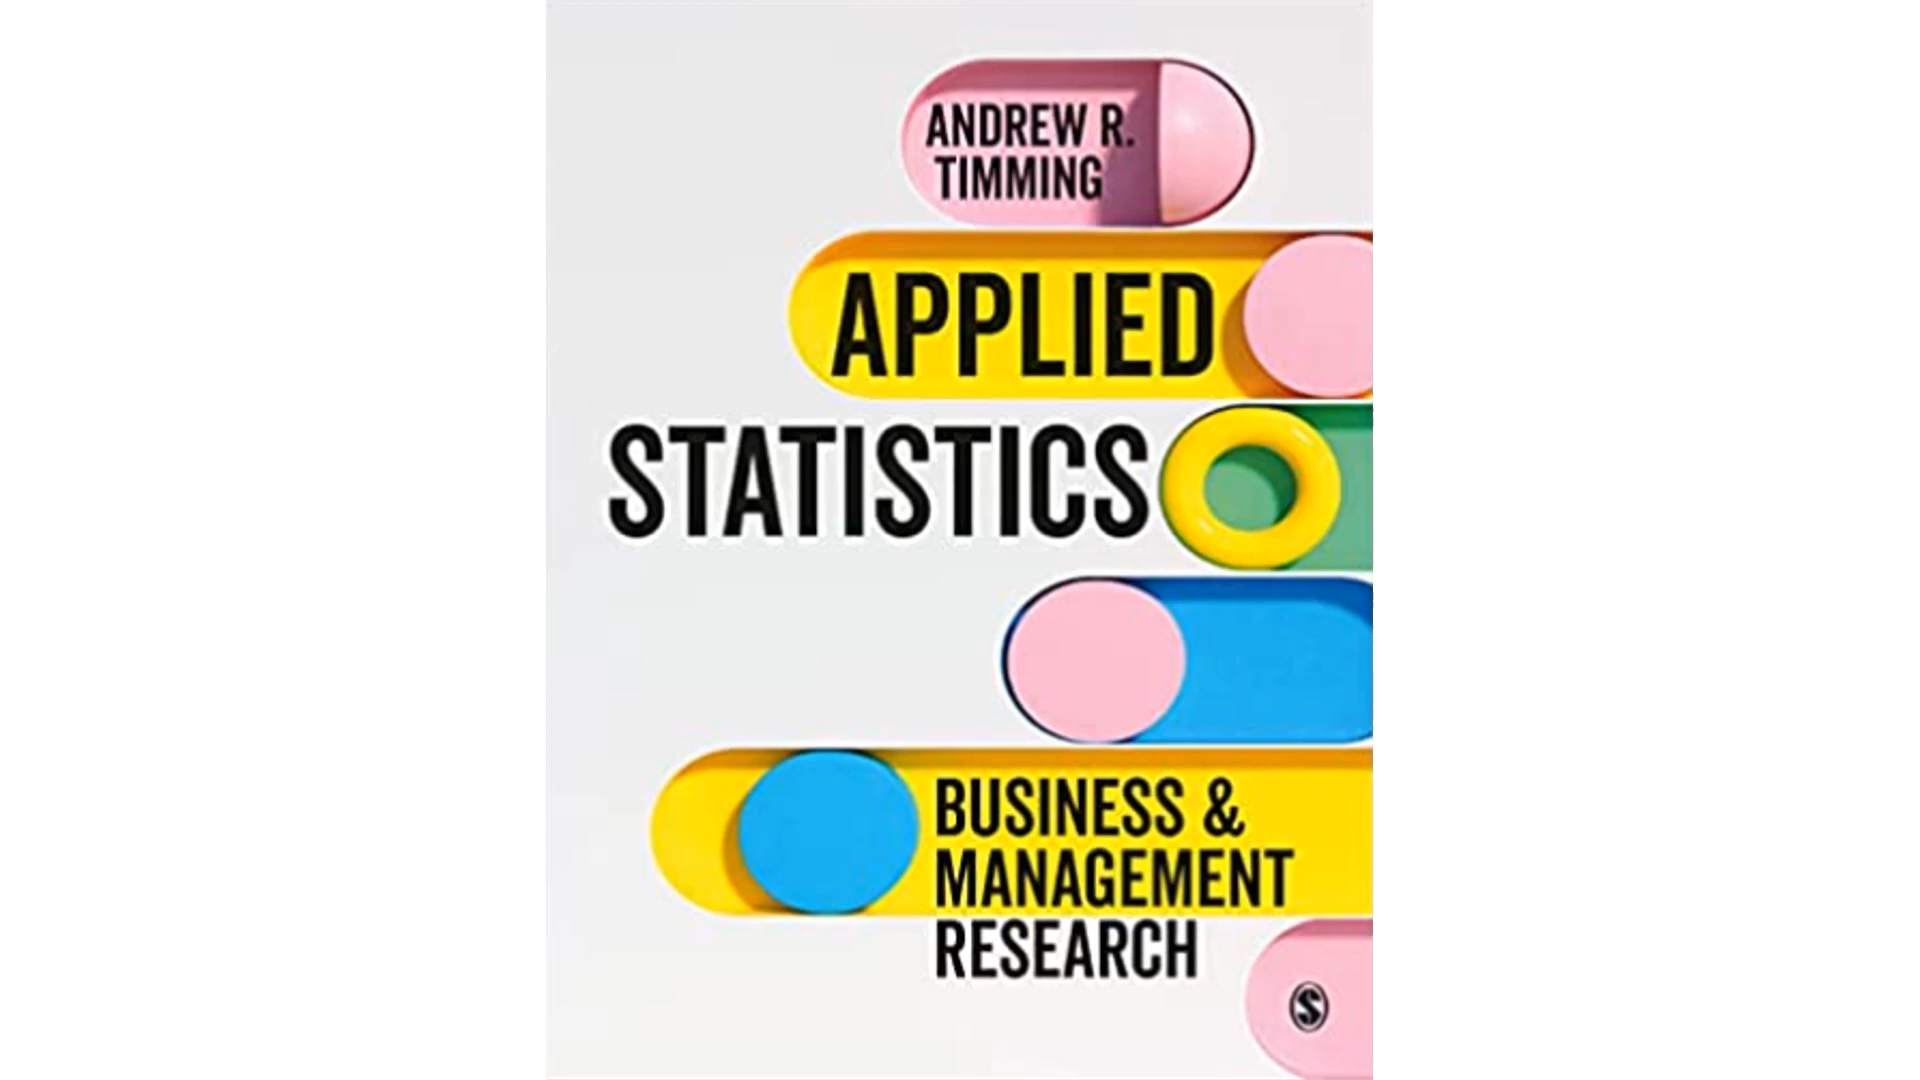 ANDREW R.
TIMMING
APPLIED
STATISTICS
BUSINESS &
MANAGEMENT
RESEARCH
S